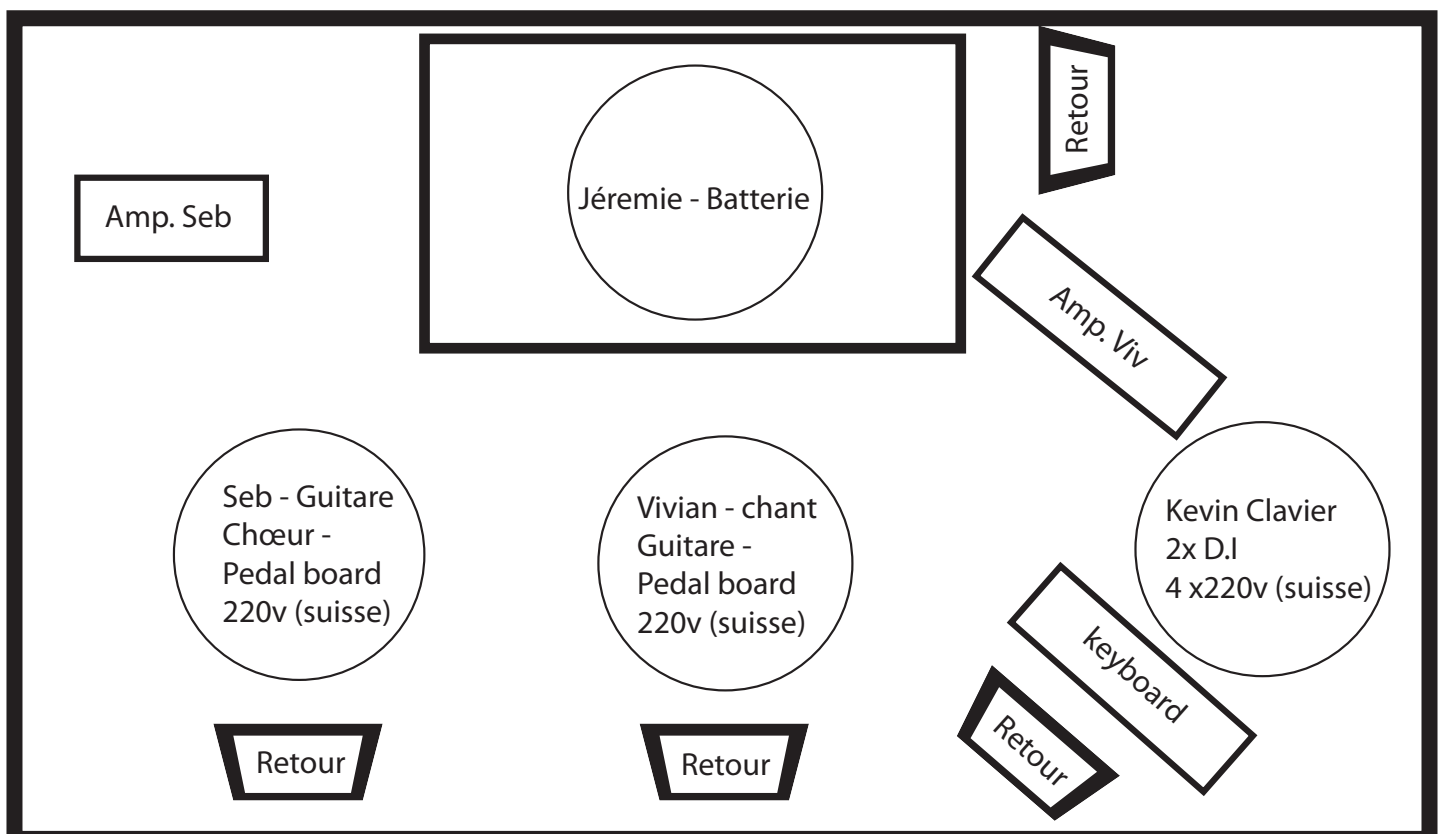 Retour
Jéremie - Batterie
Amp. Seb
Amp. Viv
Seb - Guitare
Chœur -
Pedal board
220v (suisse)
Vivian - chant
Guitare -
Pedal board
220v (suisse)
Kevin Clavier
2x D.I
4 x220v (suisse)
keyboard
Retour
Retour
Retour